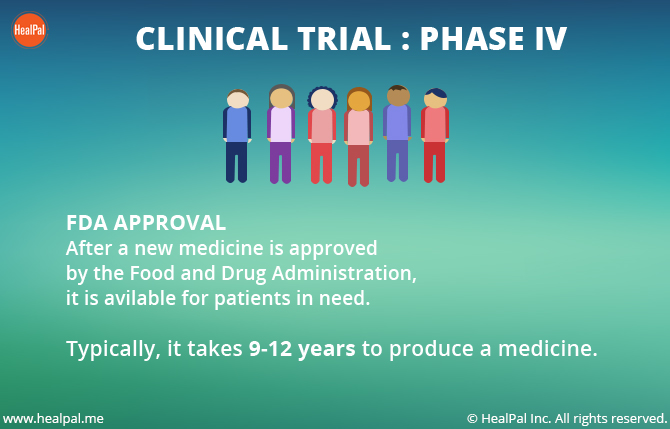 HealPal
CLINICAL TRIAL : PHASE IV
FDA APPROVAL
After a new medicine is approved
by the Food and Drug Administration,
it is avilable for patients in need.
Typically, it takes 9-12 years to produce a medicine.
www.healpal.me
© HealPal Inc. All rights reserved.